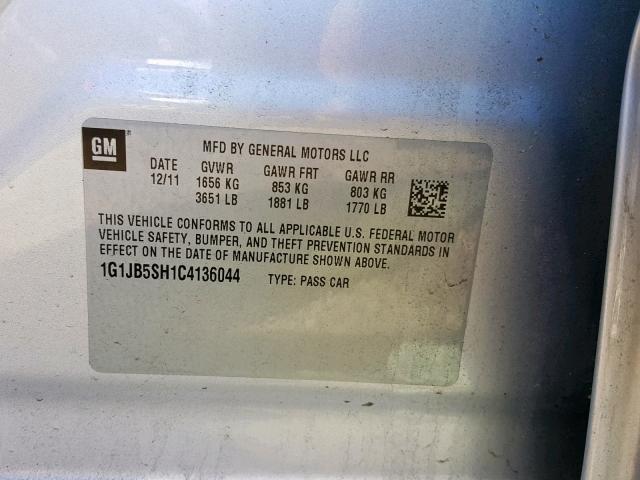 GM®
MFD BY GENERAL MOTORS LLC
DATE GVWR GAWR FRT GAWR RR
12/11 1656 KG 853 KG 803 KG
3651 LB 1881 LB 1770 LB
THIS VEHICLE CONFORMS TO ALL APPLICABLE U.S. FEDERAL MOTOR
VEHICLE SAFETY, BUMPER, AND THEFT PREVENTION STANDARDS IN
EFFECT ON THE DATE OF MANUFACTURE SHOWN ABOVE.
1G1JB5SH1C4136044 TYPE: PASS CAR